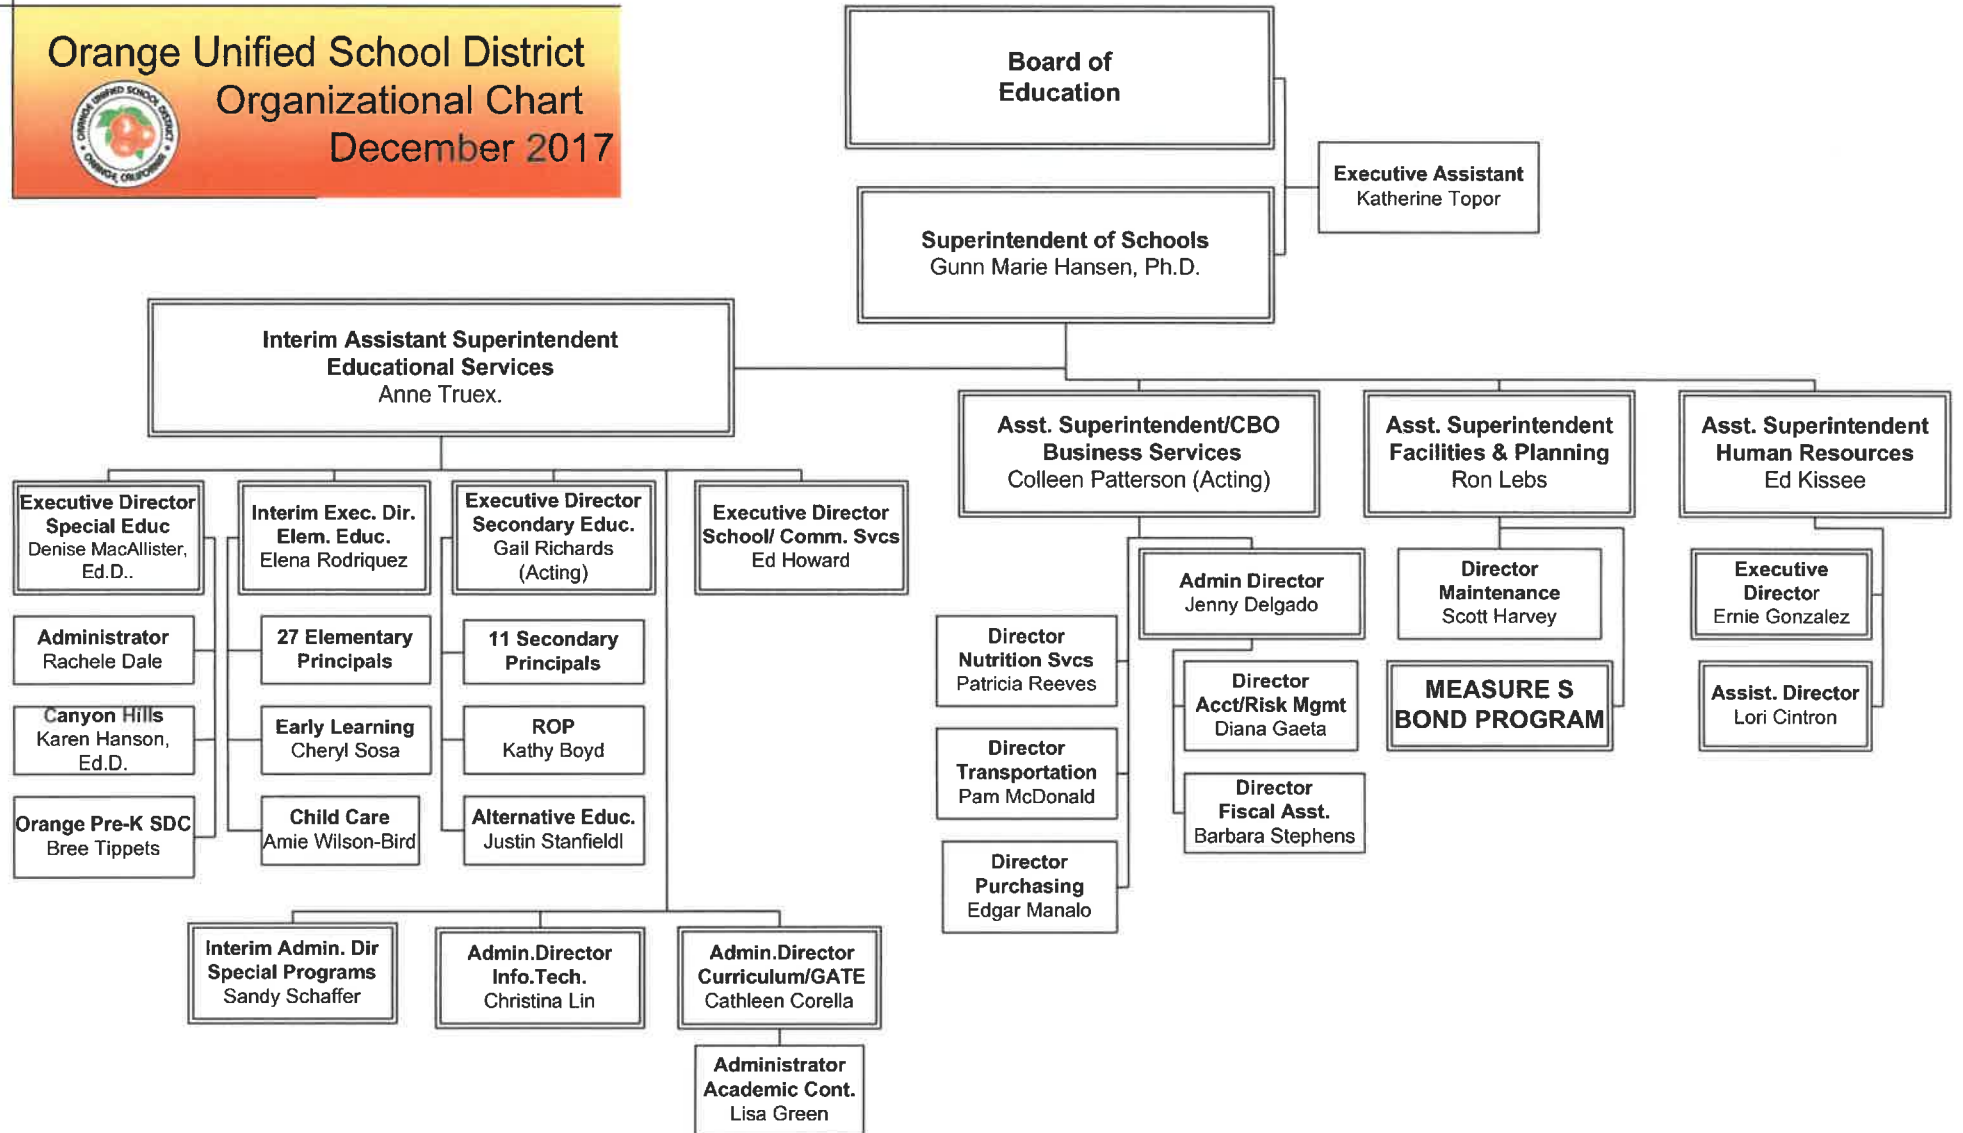 Orange Unified School District
Organizational Chart
December 2017
ORANGE UNIFIED SCHOOL DISTRICT
ORANGE, CALIFORNIA
Board of
Education
Executive Assistant
Katherine Topor
Superintendent of Schools
Gunn Marie Hansen, Ph.D.
Interim Assistant Superintendent
Educational Services
Anne Truex.
Asst. Superintendent/CBO
Business Services
Colleen Patterson (Acting)
Asst. Superintendent
Facilities & Planning
Ron Lebs
Asst. Superintendent
Human Resources
Ed Kissee
Executive Director
Special Educ
Denise MacAllister,
Ed.D..
Interim Exec. Dir.
Elem. Educ.
Elena Rodriquez
Executive Director
Secondary Educ.
Gail Richards
(Acting)
Executive Director
School/ Comm. Svcs
Ed Howard
Administrator
Rachele Dale
27 Elementary
Principals
11 Secondary
Principals
Canyon Hills
Karen Hanson,
Ed.D.
Early Learning
Cheryl Sosa
ROP
Kathy Boyd
Orange Pre-K SDC
Bree Tippets
Child Care
Amie Wilson-Bird
Alternative Educ.
Justin Stanfieldl
Interim Admin. Dir
Special Programs
Sandy Schaffer
Admin.Director
Info.Tech.
Christina Lin
Admin.Director
Curriculum/GATE
Cathleen Corella
Administrator
Academic Cont.
Lisa Green
Admin Director
Jenny Delgado
Director
Nutrition Svcs
Patricia Reeves
Director
Acct/Risk Mgmt
Diana Gaeta
Director
Transportation
Pam McDonald
Director
Fiscal Asst.
Barbara Stephens
Director
Purchasing
Edgar Manalo
Director
Maintenance
Scott Harvey
MEASURE S
BOND PROGRAM
Executive
Director
Ernie Gonzalez
Assist. Director
Lori Cintron